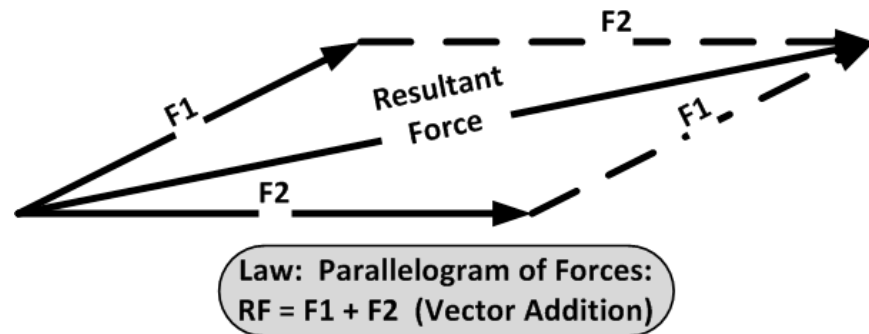 F2
F1
Resultant
Force
F1
F2
Law: Parallelogram of Forces:
RF = F1 + F2 (Vector Addition)